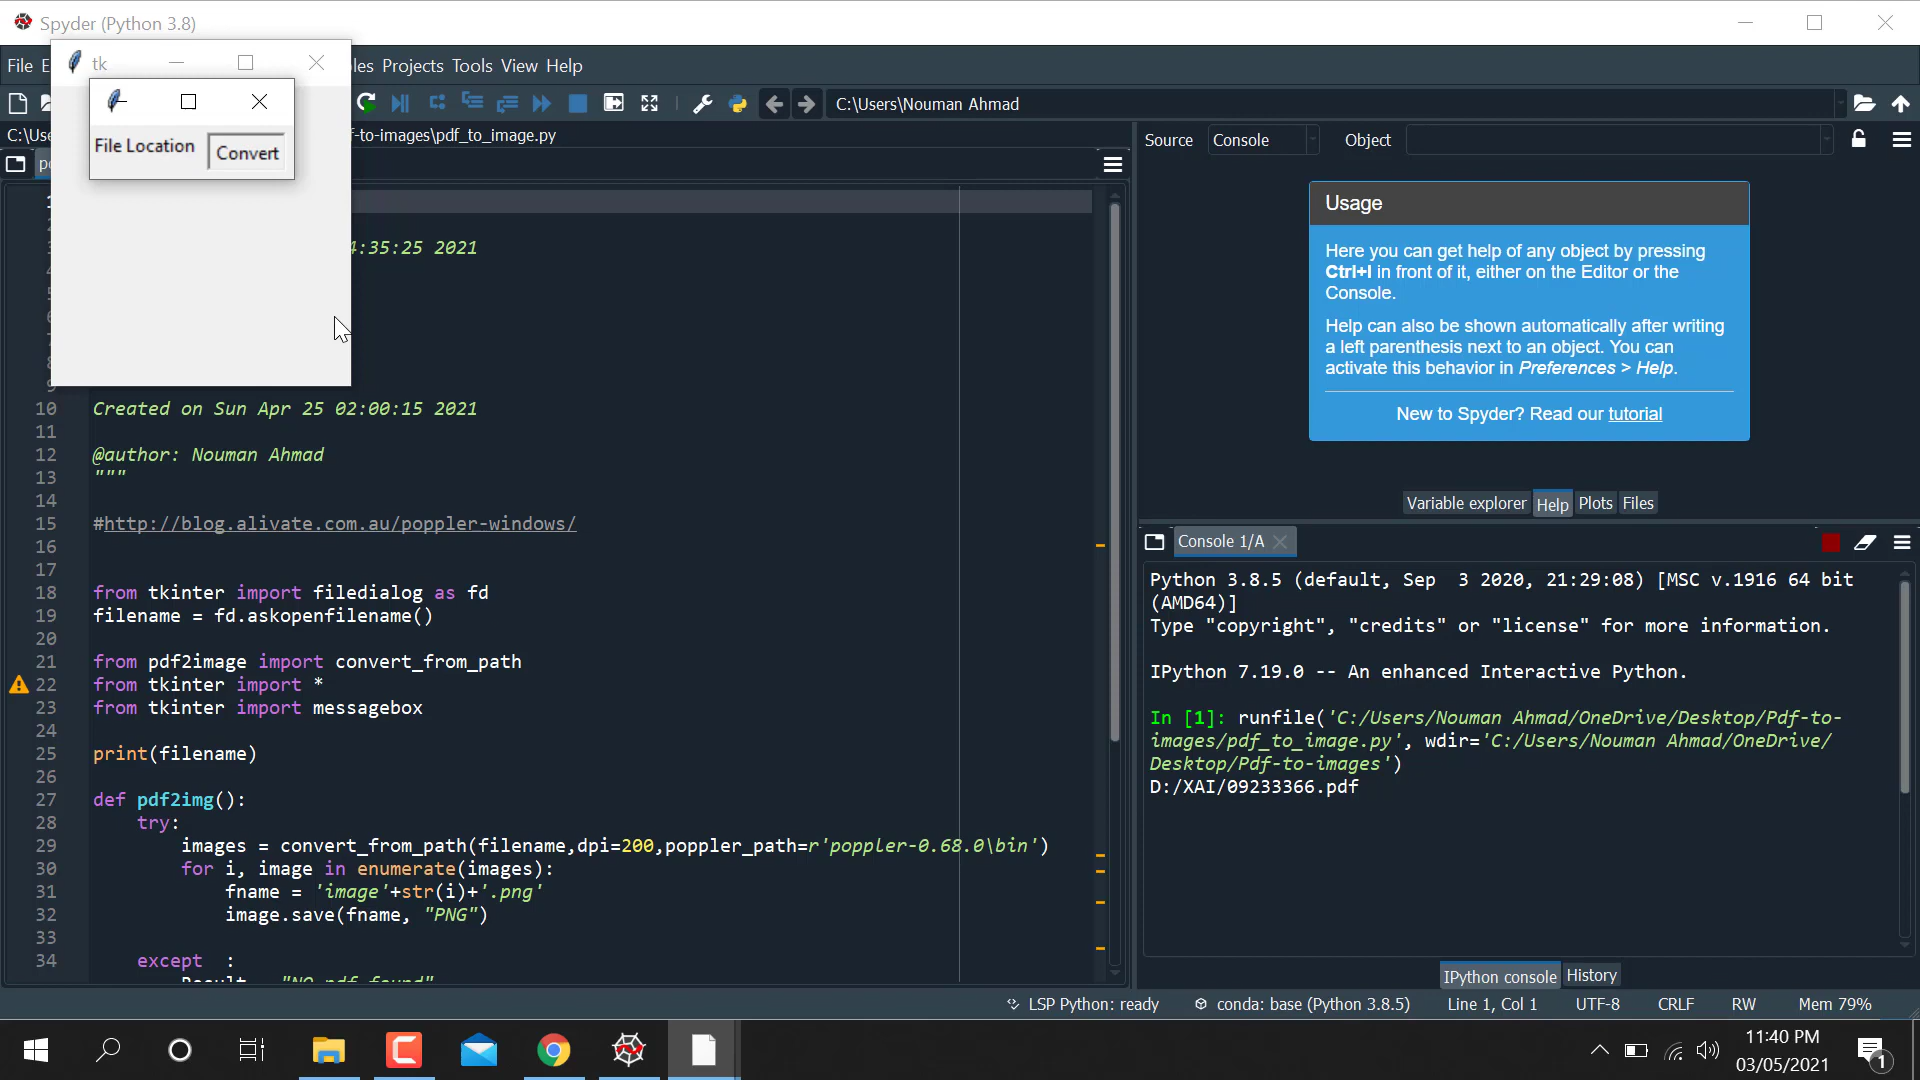 Spyder (Python 3.8)
tk
File E les Projects Tools View Help
File Location Convert
C:\Users\Nouman Ahmad
C:\Use f-to-images\pdf_to_image.py
Source Console Object
Usage
Here you can get help of any object by pressing
Ctrl+I in front of it, either on the Editor or the
Console.
Help can also be shown automatically after writing
a left parenthesis next to an object. You can
activate this behavior in Preferences > Help.
New to Spyder? Read our tutorial
Variable explorer Help Plots Files
4:35:25 2021
10 Created on Sun Apr 25 02:00:15 2021
11
12 @author: Nouman Ahmad
13 """
14
15 #http://blog.alivate.com.au/poppler-windows/
16
17
18 from tkinter import filedialog as fd
19 filename = fd.askopenfilename()
20
21 from pdf2image import convert_from_path
22 from tkinter import *
23 from tkinter import messagebox
24
25 print(filename)
26
27 def pdf2img():
28 try:
29 images = convert_from_path(filename,dpi=200,poppler_path=r'poppler-0.68.0\bin')
30 for i, image in enumerate(images):
31 fname = 'image'+str(i)+'.png'
32 image.save(fname, "PNG")
33
34 except :
Console 1/A
Python 3.8.5 (default, Sep 3 2020, 21:29:08) [MSC v.1916 64 bit
(AMD64)]
Type "copyright", "credits" or "license" for more information.
IPython 7.19.0 -- An enhanced Interactive Python.
In [1]: runfile('C:/Users/Nouman Ahmad/OneDrive/Desktop/Pdf-to-
images/pdf_to_image.py', wdir='C:/Users/Nouman Ahmad/OneDrive/
Desktop/Pdf-to-images')
D:/XAI/09233366.pdf
IPython console History
LSP Python: ready conda: base (Python 3.8.5) Line 1, Col 1 UTF-8 CRLF RW Mem 79%
11:40 PM
03/05/2021
1